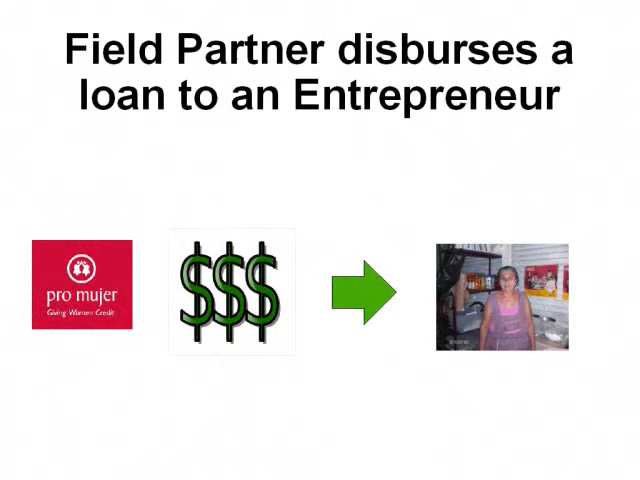 Field Partner disburses a
loan to an Entrepreneur
$$$
pro mujer
Giving Women Credit